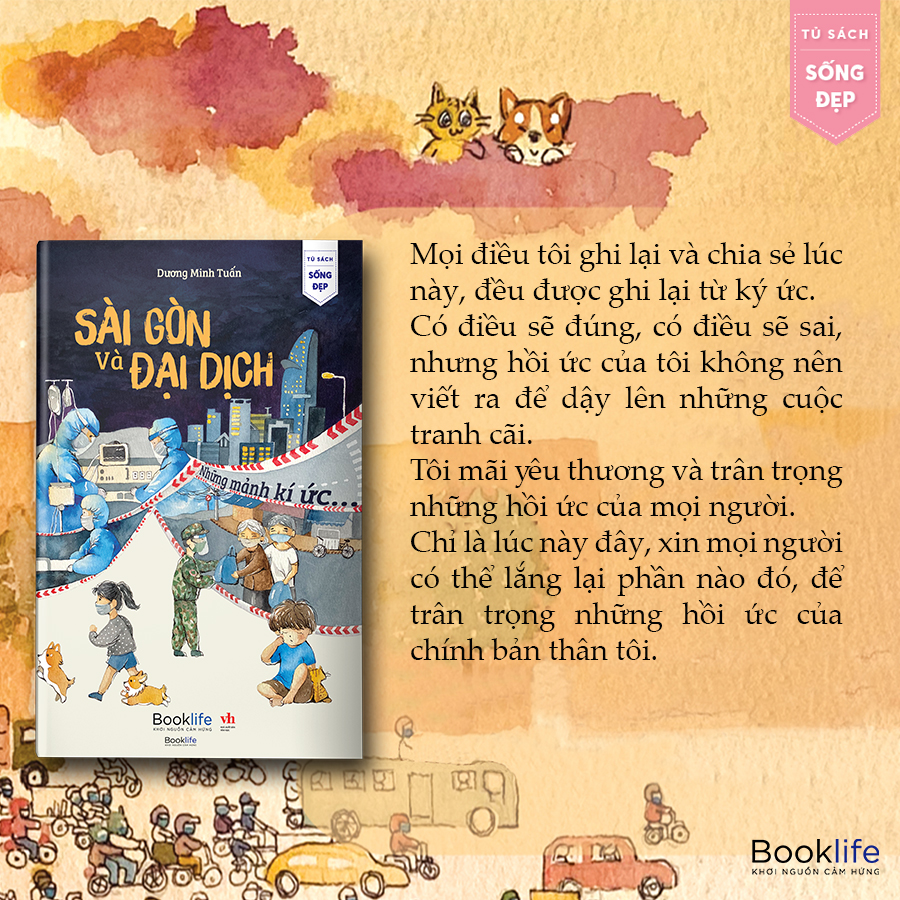 TỦ SÁCH
SỐNG
ĐẸP
Dương Minh Tuấn
TỦ SÁCH
SỐNG
ĐẸP
SÀI GÒN
Và ĐẠI DỊCH
Những mảnh kí ức...
Booklife
KHƠI NGUỒN CẢM HỨNG
vh
Booklife
Mọi điều tôi ghi lại và chia sẻ lúc
này, đều được ghi lại từ ký ức.
Có điều sẽ đúng, có điều sẽ sai,
nhưng hồi ức của tôi không nên
viết ra để dậy lên những cuộc
tranh cãi.
Tôi mãi yêu thương và trân trọng
những hồi ức của mọi người.
Chỉ là lúc này đây, xin mọi người
có thể lắng lại phần nào đó, để
trân trọng những hồi ức của
chính bản thân tôi.
Booklife
KHƠI NGUỒN CẢM HỨNG